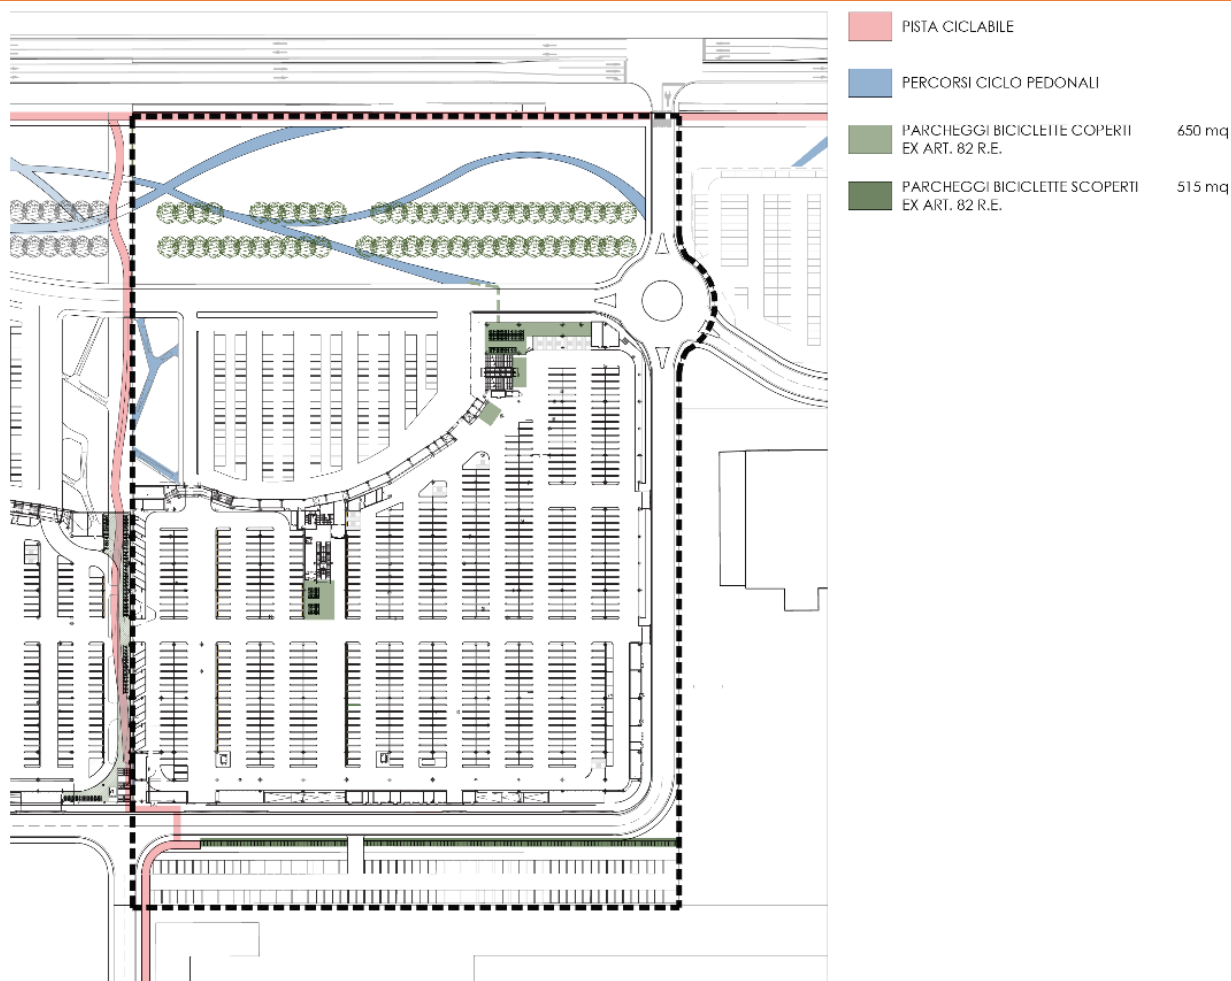 PISTA CICLABILE
PERCORSI CICLO PEDONALI
PARCHEGGI BICICLETTE COPERTI 650 mq
EX ART. 82 R.E.
PARCHEGGI BICICLETTE SCOPERTI 515 mq
EX ART. 82 R.E.